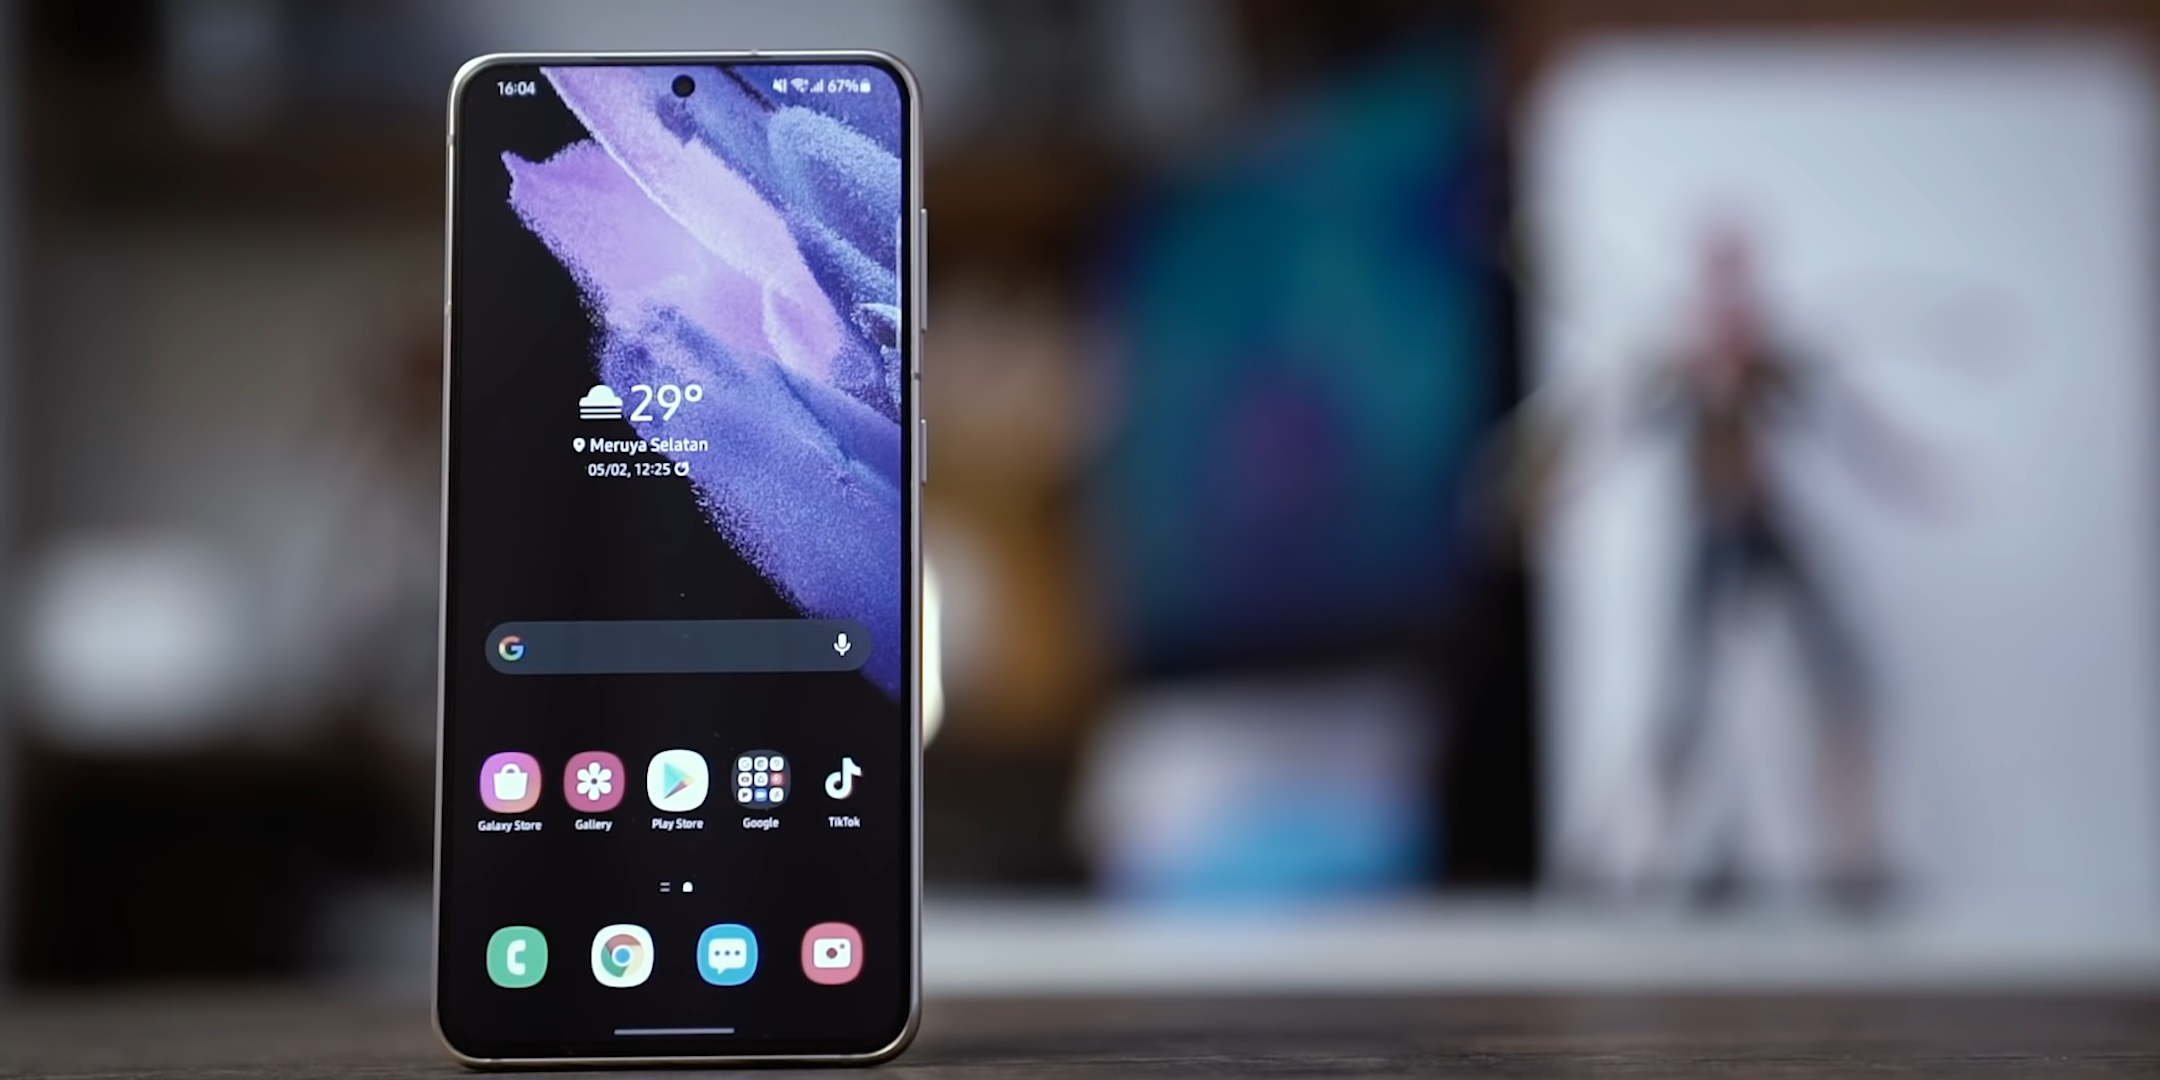 16:04
67%
29°
Meruya Selatan
05/02, 12:25
Galaxy Store
Gallery
Play Store
Google
TikTok